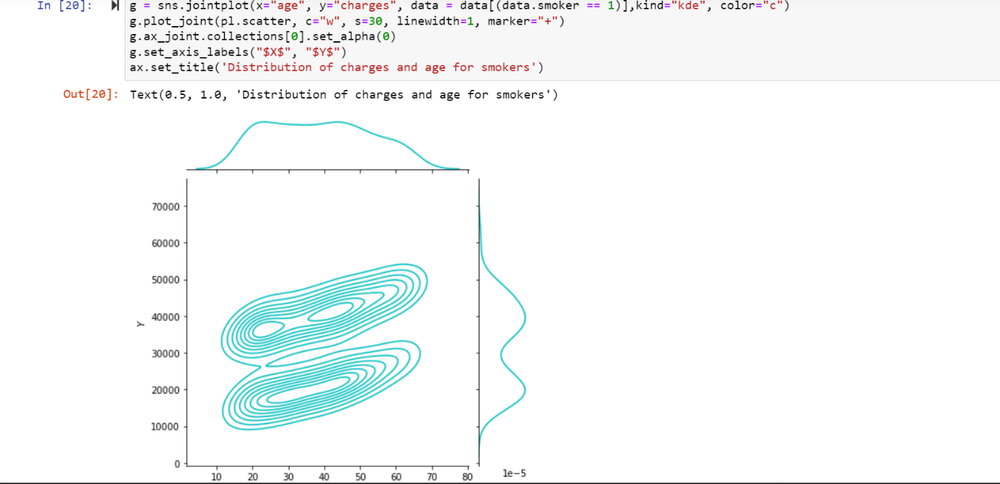 In [20]: g = sns.jointplot(x="age", y="charges", data = data[(data.smoker == 1)],kind="kde", color="c")
g.plot_joint(pl.scatter, c="w", s=30, linewidth=1, marker="+")
g.ax_joint.collections[0].set_alpha(0)
g.set_axis_labels("$X$", "$Y$")
ax.set_title('Distribution of charges and age for smokers')
Out[20]: Text(0.5, 1.0, 'Distribution of charges and age for smokers')
70000
60000
50000
40000
30000
20000
10000
0
Y
10 20 30 40 50 60 70 80
1e−5